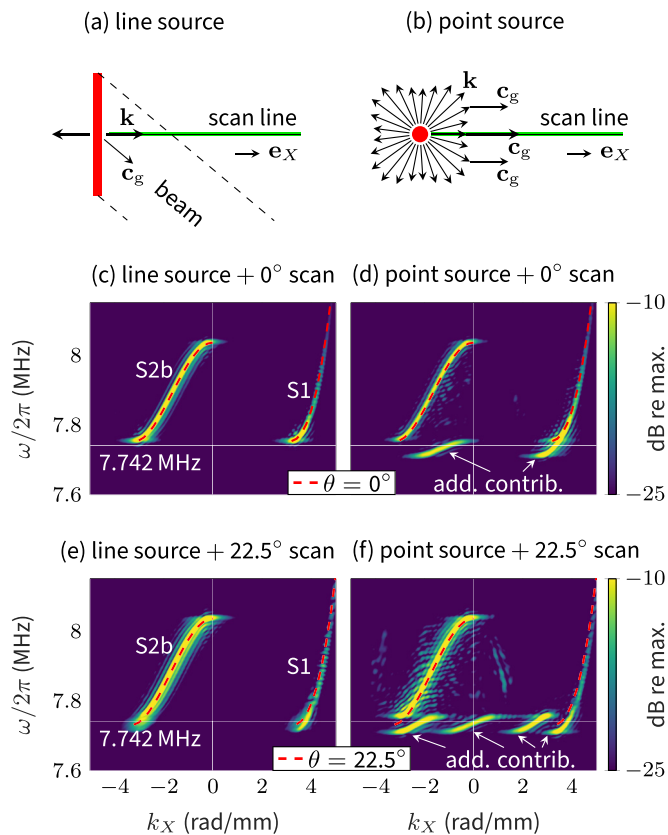 (a) line source
(b) point source
k
scan line
e_X
c_g
beam
k
c_g
scan line
c_g
e_X
c_g
(c) line source + 0° scan
(d) point source + 0° scan
ω/2π (MHz)
8
7.8
7.6
S2b
S1
7.742 MHz
θ = 0°
add. contrib.
−10
−25
dB re max.
(e) line source + 22.5° scan
(f) point source + 22.5° scan
ω/2π (MHz)
8
7.8
7.6
S2b
S1
7.742 MHz
θ = 22.5°
add. contrib.
−10
−25
dB re max.
−4 −2 0 2 4
−4 −2 0 2 4
k_X (rad/mm)
k_X (rad/mm)